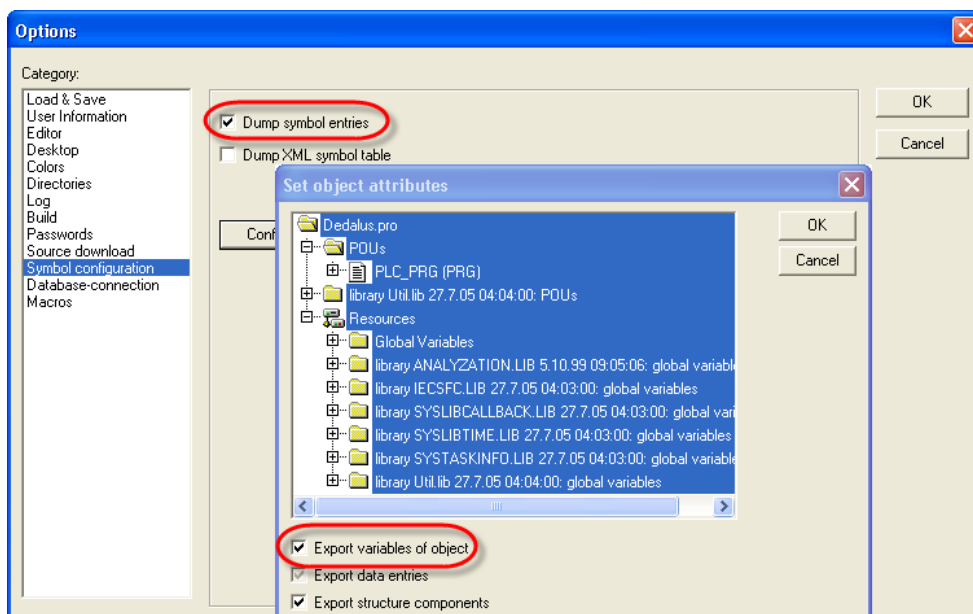 Options
Category:
Load & Save
User Information
Editor
Desktop
Colors
Directories
Log
Build
Passwords
Source download
Symbol configuration
Database-connection
Macros
Dump symbol entries
Dump XML symbol table
Conf
OK
Cancel
Set object attributes
Dedalus.pro
POUs
PLC_PRG (PRG)
library Util.lib 27.7.05 04:04:00: POUs
Resources
Global Variables
library ANALYZATION.LIB 5.10.99 09:05:06: global variabl
library IECSFC.LIB 27.7.05 04:03:00: global variables
library SYSLIBCALLBACK.LIB 27.7.05 04:03:00: global vari
library SYSLIBTIME.LIB 27.7.05 04:03:00: global variables
library SYSTASKINFO.LIB 27.7.05 04:03:00: global variable
library Util.lib 27.7.05 04:04:00: global variables
OK
Cancel
Export variables of object
Export data entries
Export structure components